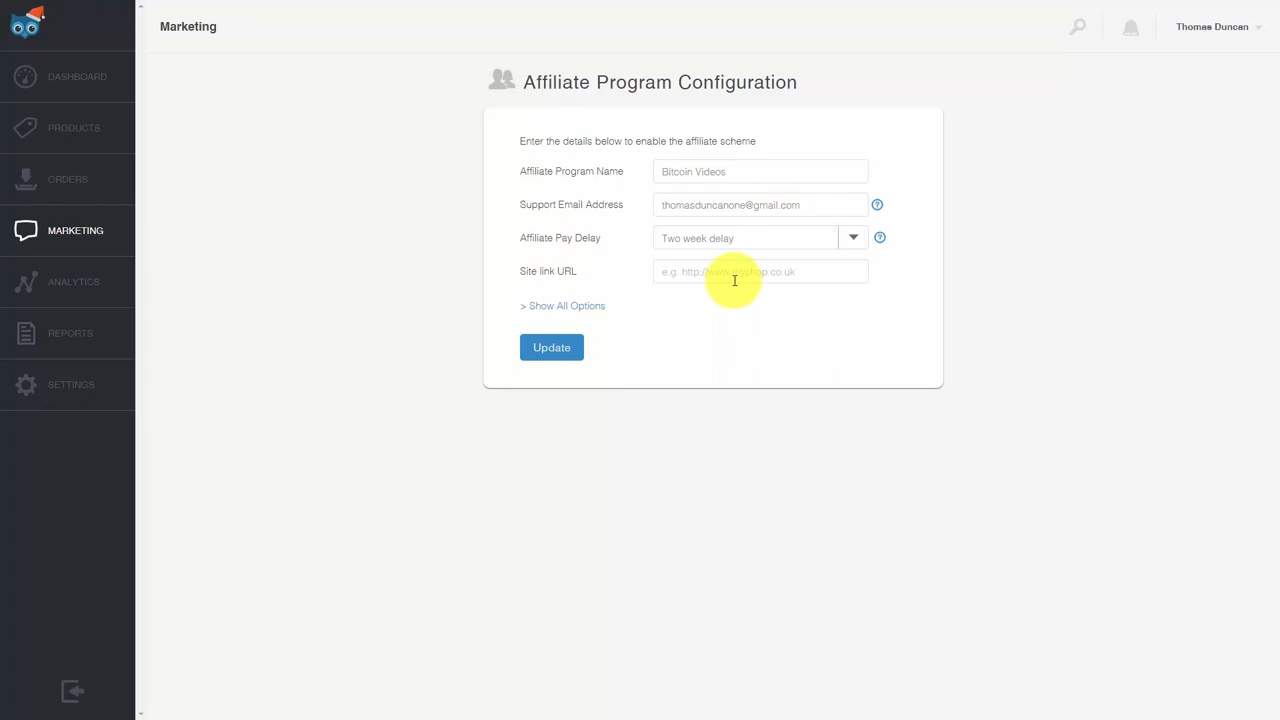 Marketing
Thomas Duncan
DASHBOARD
PRODUCTS
ORDERS
MARKETING
ANALYTICS
REPORTS
SETTINGS
Affiliate Program Configuration
Enter the details below to enable the affiliate scheme
Affiliate Program Name Bitcoin Videos
Support Email Address thomasduncanone@gmail.com ?
Affiliate Pay Delay Two week delay ?
Site link URL e.g. http://www.myshop.co.uk
> Show All Options
Update